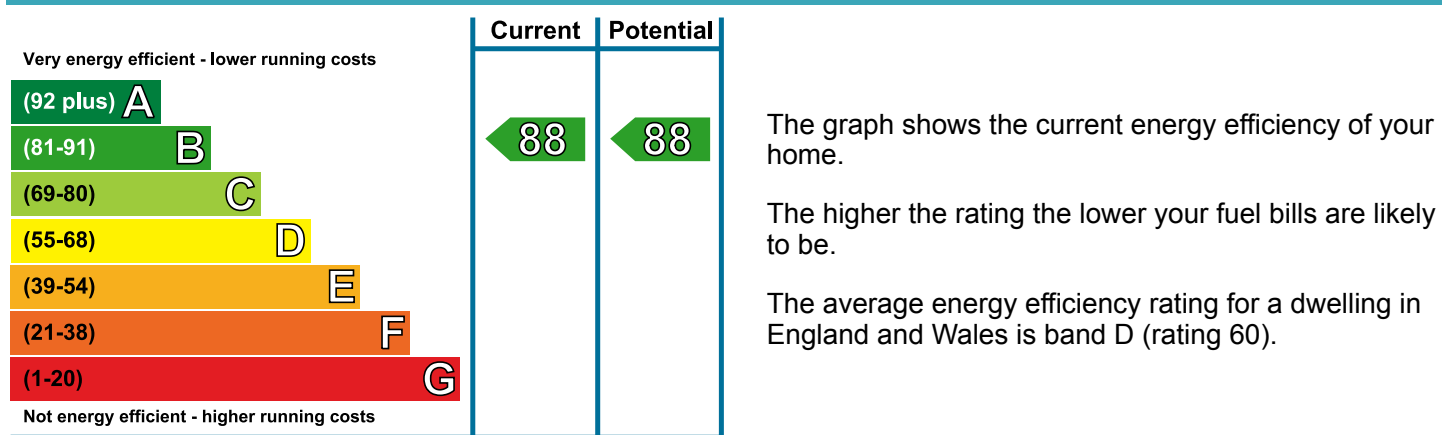 Current Potential
Very energy efficient - lower running costs
(92 plus) A
(81-91) B
88 88
(69-80) C
(55-68) D
(39-54) E
(21-38) F
(1-20) G
Not energy efficient - higher running costs
The graph shows the current energy efficiency of your
home.
The higher the rating the lower your fuel bills are likely
to be.
The average energy efficiency rating for a dwelling in
England and Wales is band D (rating 60).